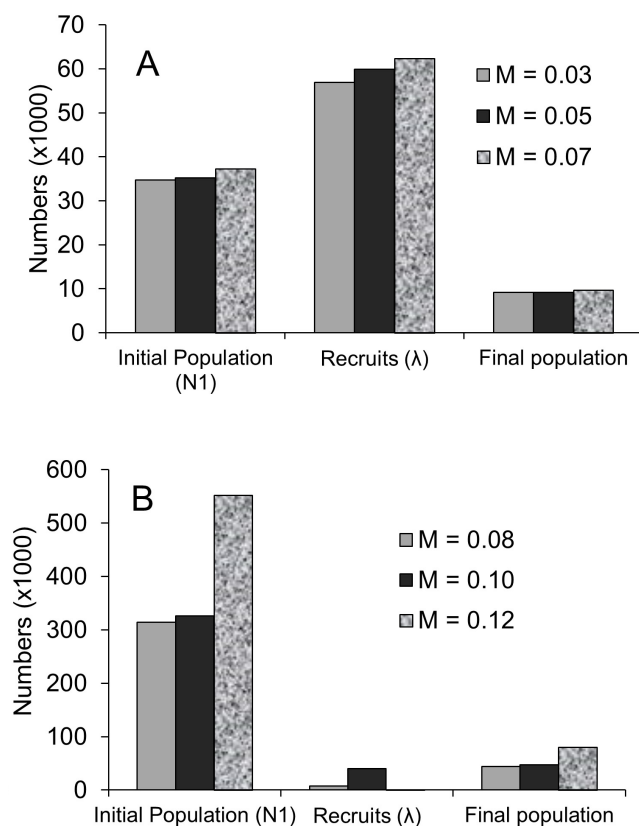 A
Numbers (x1000)
70
60
50
40
30
20
10
0
M = 0.03
M = 0.05
M = 0.07
Initial Population
(N1)
Recruits (λ)
Final population
B
Numbers (x1000)
600
500
400
300
200
100
0
M = 0.08
M = 0.10
M = 0.12
Initial Population (N1)
Recruits (λ)
Final population